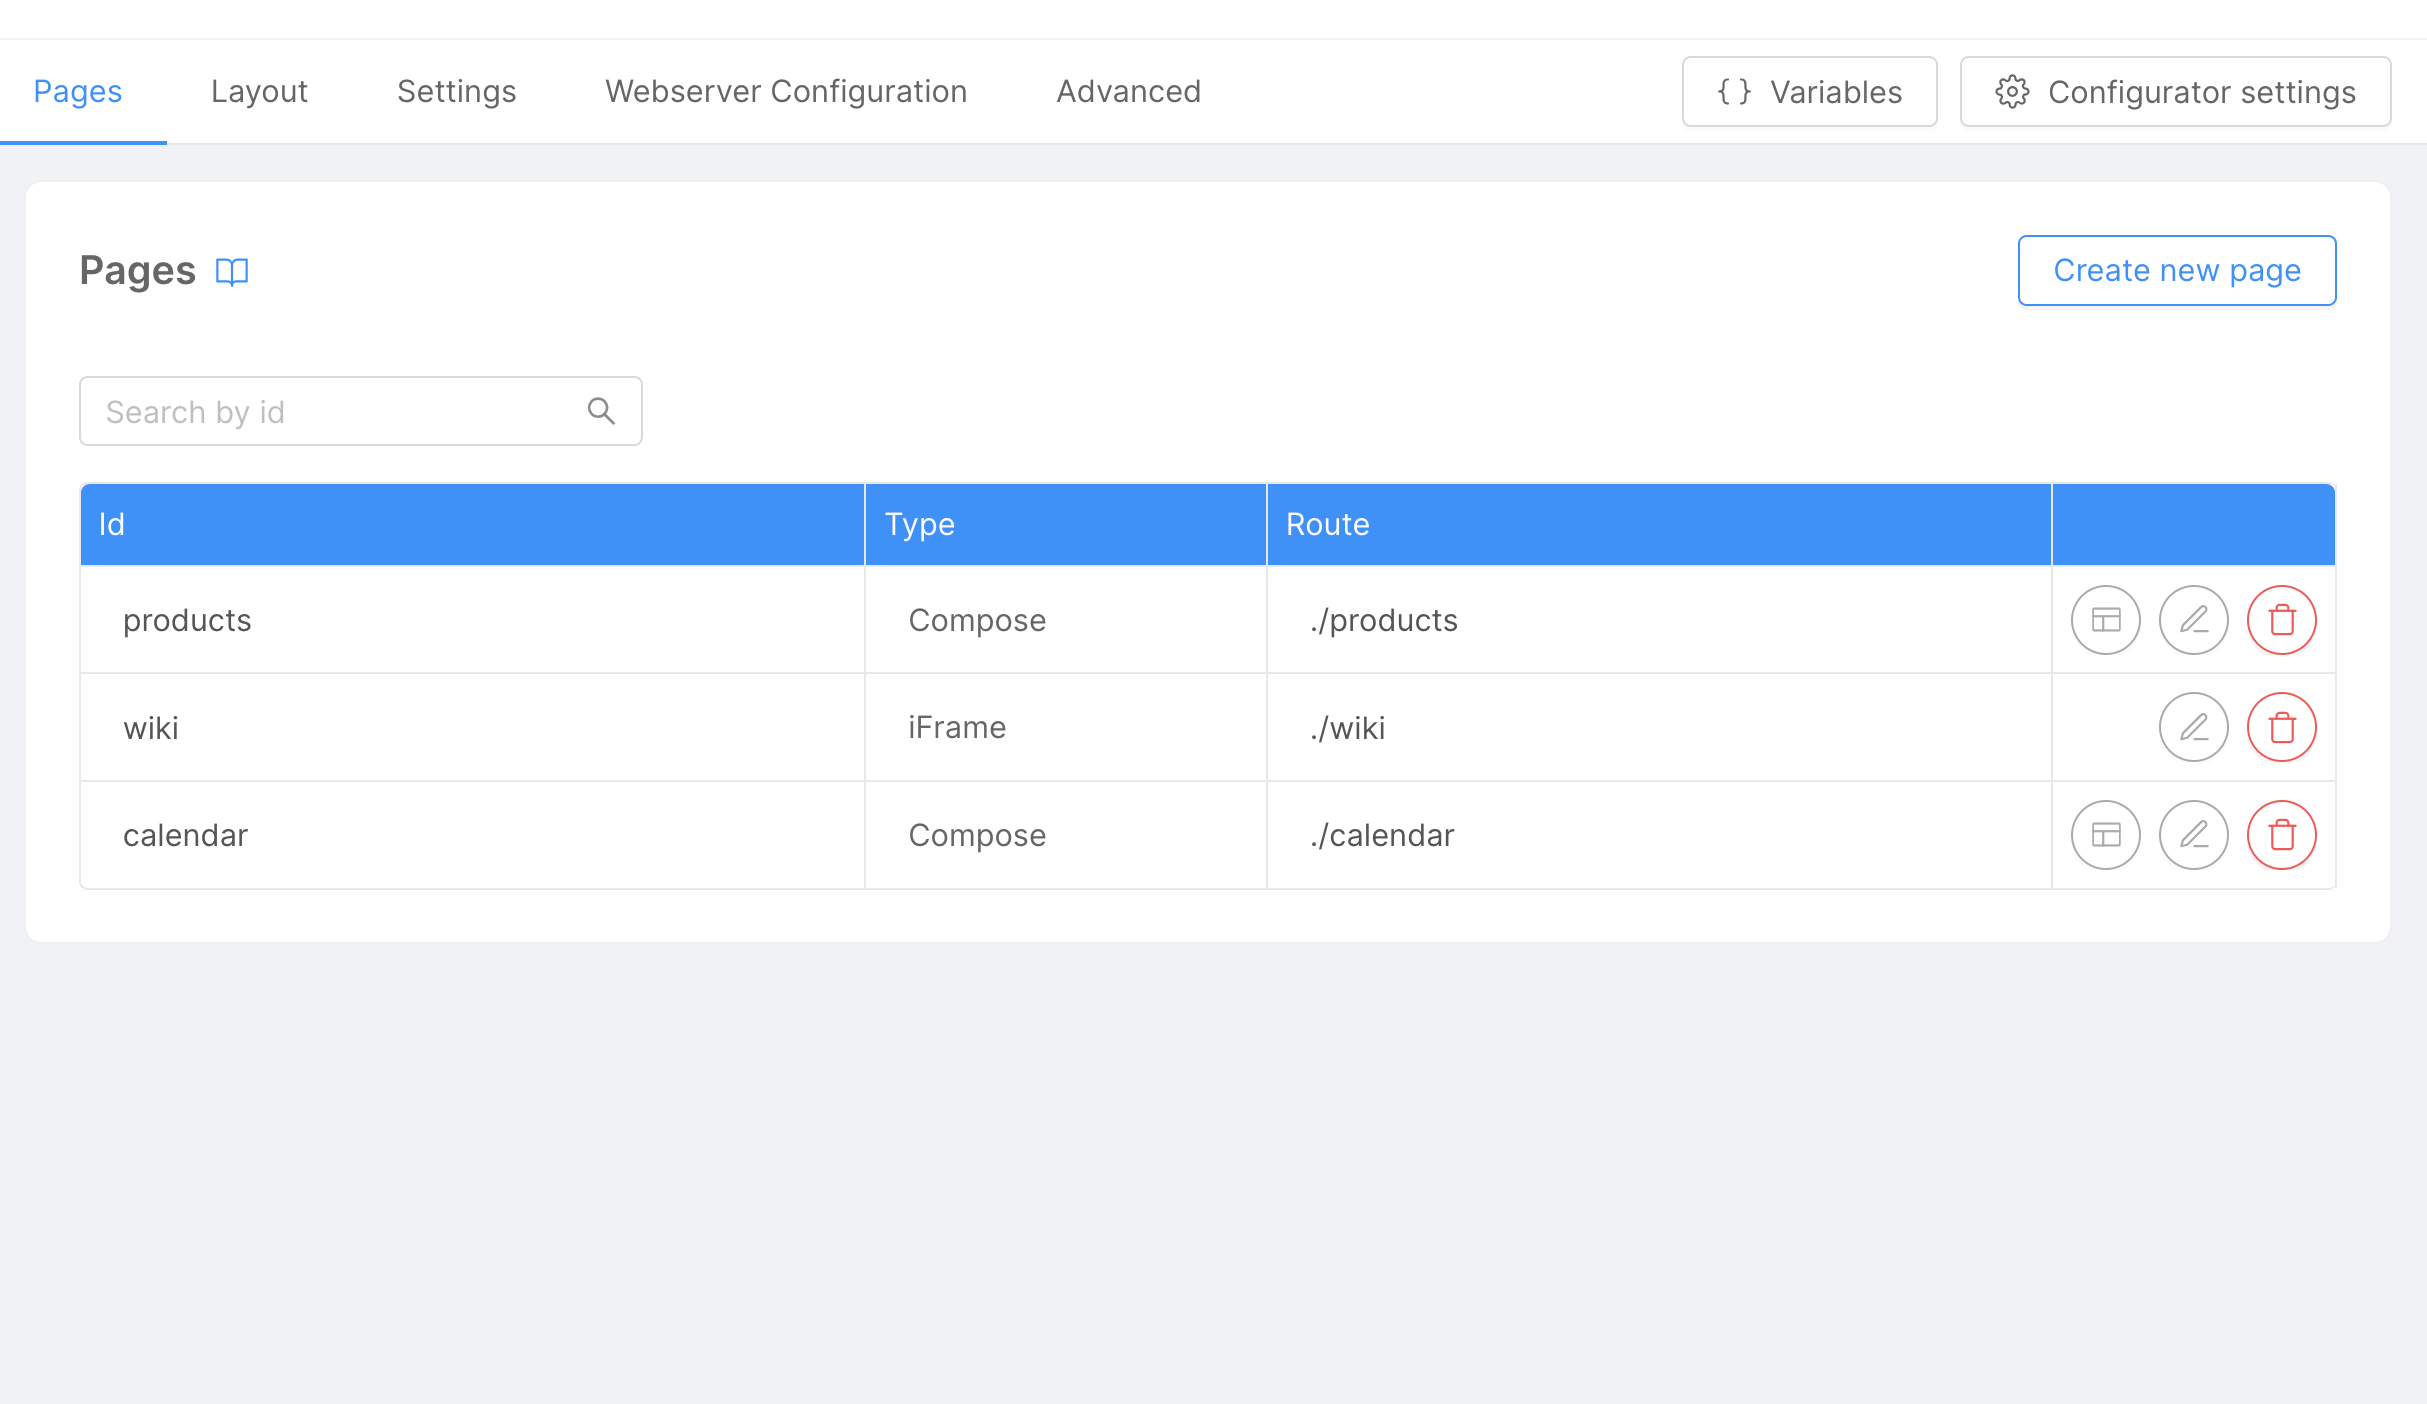 Pages Layout Settings Webserver Configuration Advanced { } Variables Configurator settings
Pages Create new page
Search by id
Id Type Route
products Compose ./products
wiki iFrame ./wiki
calendar Compose ./calendar